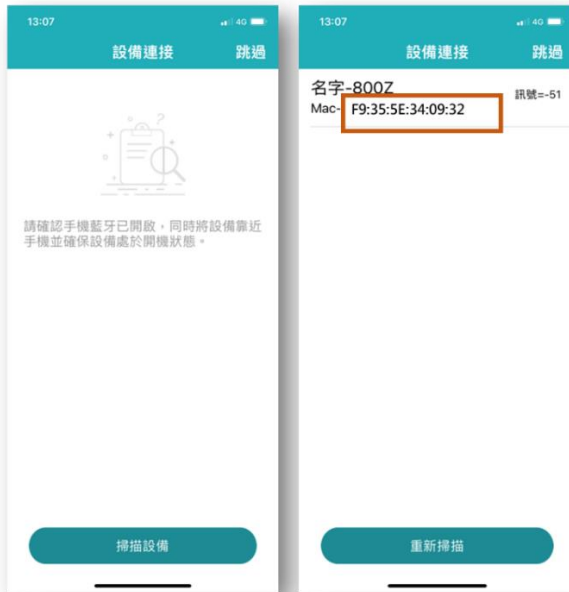 13:07
4G
設備連接
跳過
?
請確認手機藍牙已開啟，同時將設備靠近
手機並確保設備處於開機狀態。
掃描設備
13:07
4G
設備連接
跳過
名字-800Z
訊號=-51
Mac- F9:35:5E:34:09:32
重新掃描